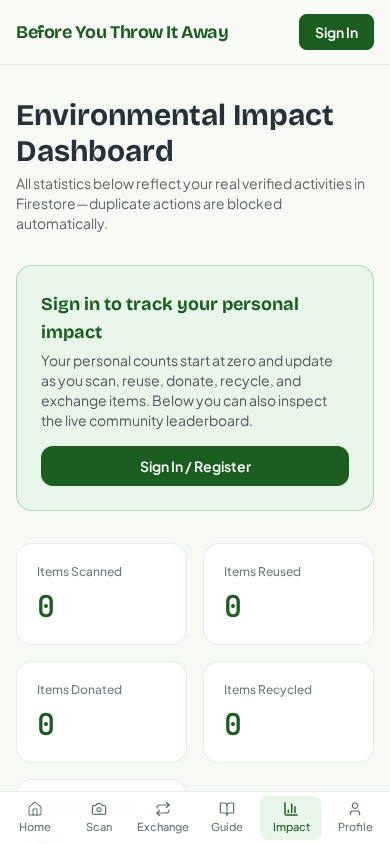 Before You Throw It Away
Sign In
Environmental Impact
Dashboard
All statistics below reflect your real verified activities in
Firestore—duplicate actions are blocked
automatically.
Sign in to track your personal
impact
Your personal counts start at zero and update
as you scan, reuse, donate, recycle, and
exchange items. Below you can also inspect
the live community leaderboard.
Sign In / Register
Items Scanned
0
Items Reused
0
Items Donated
0
Items Recycled
0
Home
Scan
Exchange
Guide
Impact
Profile